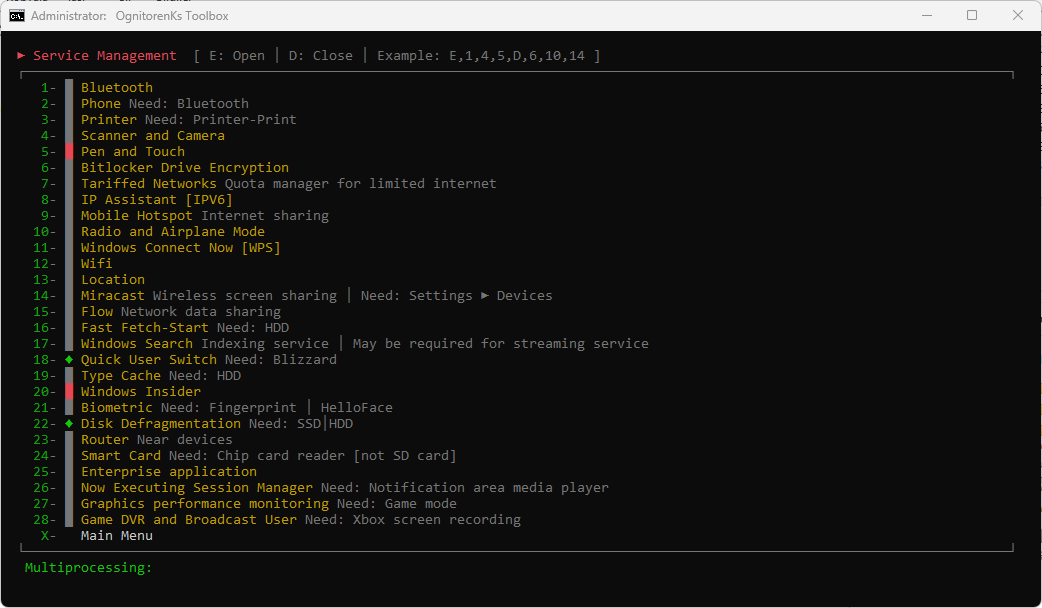 Administrator: OgnitorenKs Toolbox
► Service Management [ E: Open │ D: Close │ Example: E,1,4,5,D,6,10,14 ]
1- Bluetooth
2- Phone Need: Bluetooth
3- Printer Need: Printer-Print
4- Scanner and Camera
5- Pen and Touch
6- Bitlocker Drive Encryption
7- Tariffed Networks Quota manager for limited internet
8- IP Assistant [IPV6]
9- Mobile Hotspot Internet sharing
10- Radio and Airplane Mode
11- Windows Connect Now [WPS]
12- Wifi
13- Location
14- Miracast Wireless screen sharing │ Need: Settings ► Devices
15- Flow Network data sharing
16- Fast Fetch-Start Need: HDD
17- Windows Search Indexing service │ May be required for streaming service
18- ♦ Quick User Switch Need: Blizzard
19- Type Cache Need: HDD
20- Windows Insider
21- Biometric Need: Fingerprint │ HelloFace
22- ♦ Disk Defragmentation Need: SSD│HDD
23- Router Near devices
24- Smart Card Need: Chip card reader [not SD card]
25- Enterprise application
26- Now Executing Session Manager Need: Notification area media player
27- Graphics performance monitoring Need: Game mode
28- Game DVR and Broadcast User Need: Xbox screen recording
X- Main Menu
Multiprocessing: